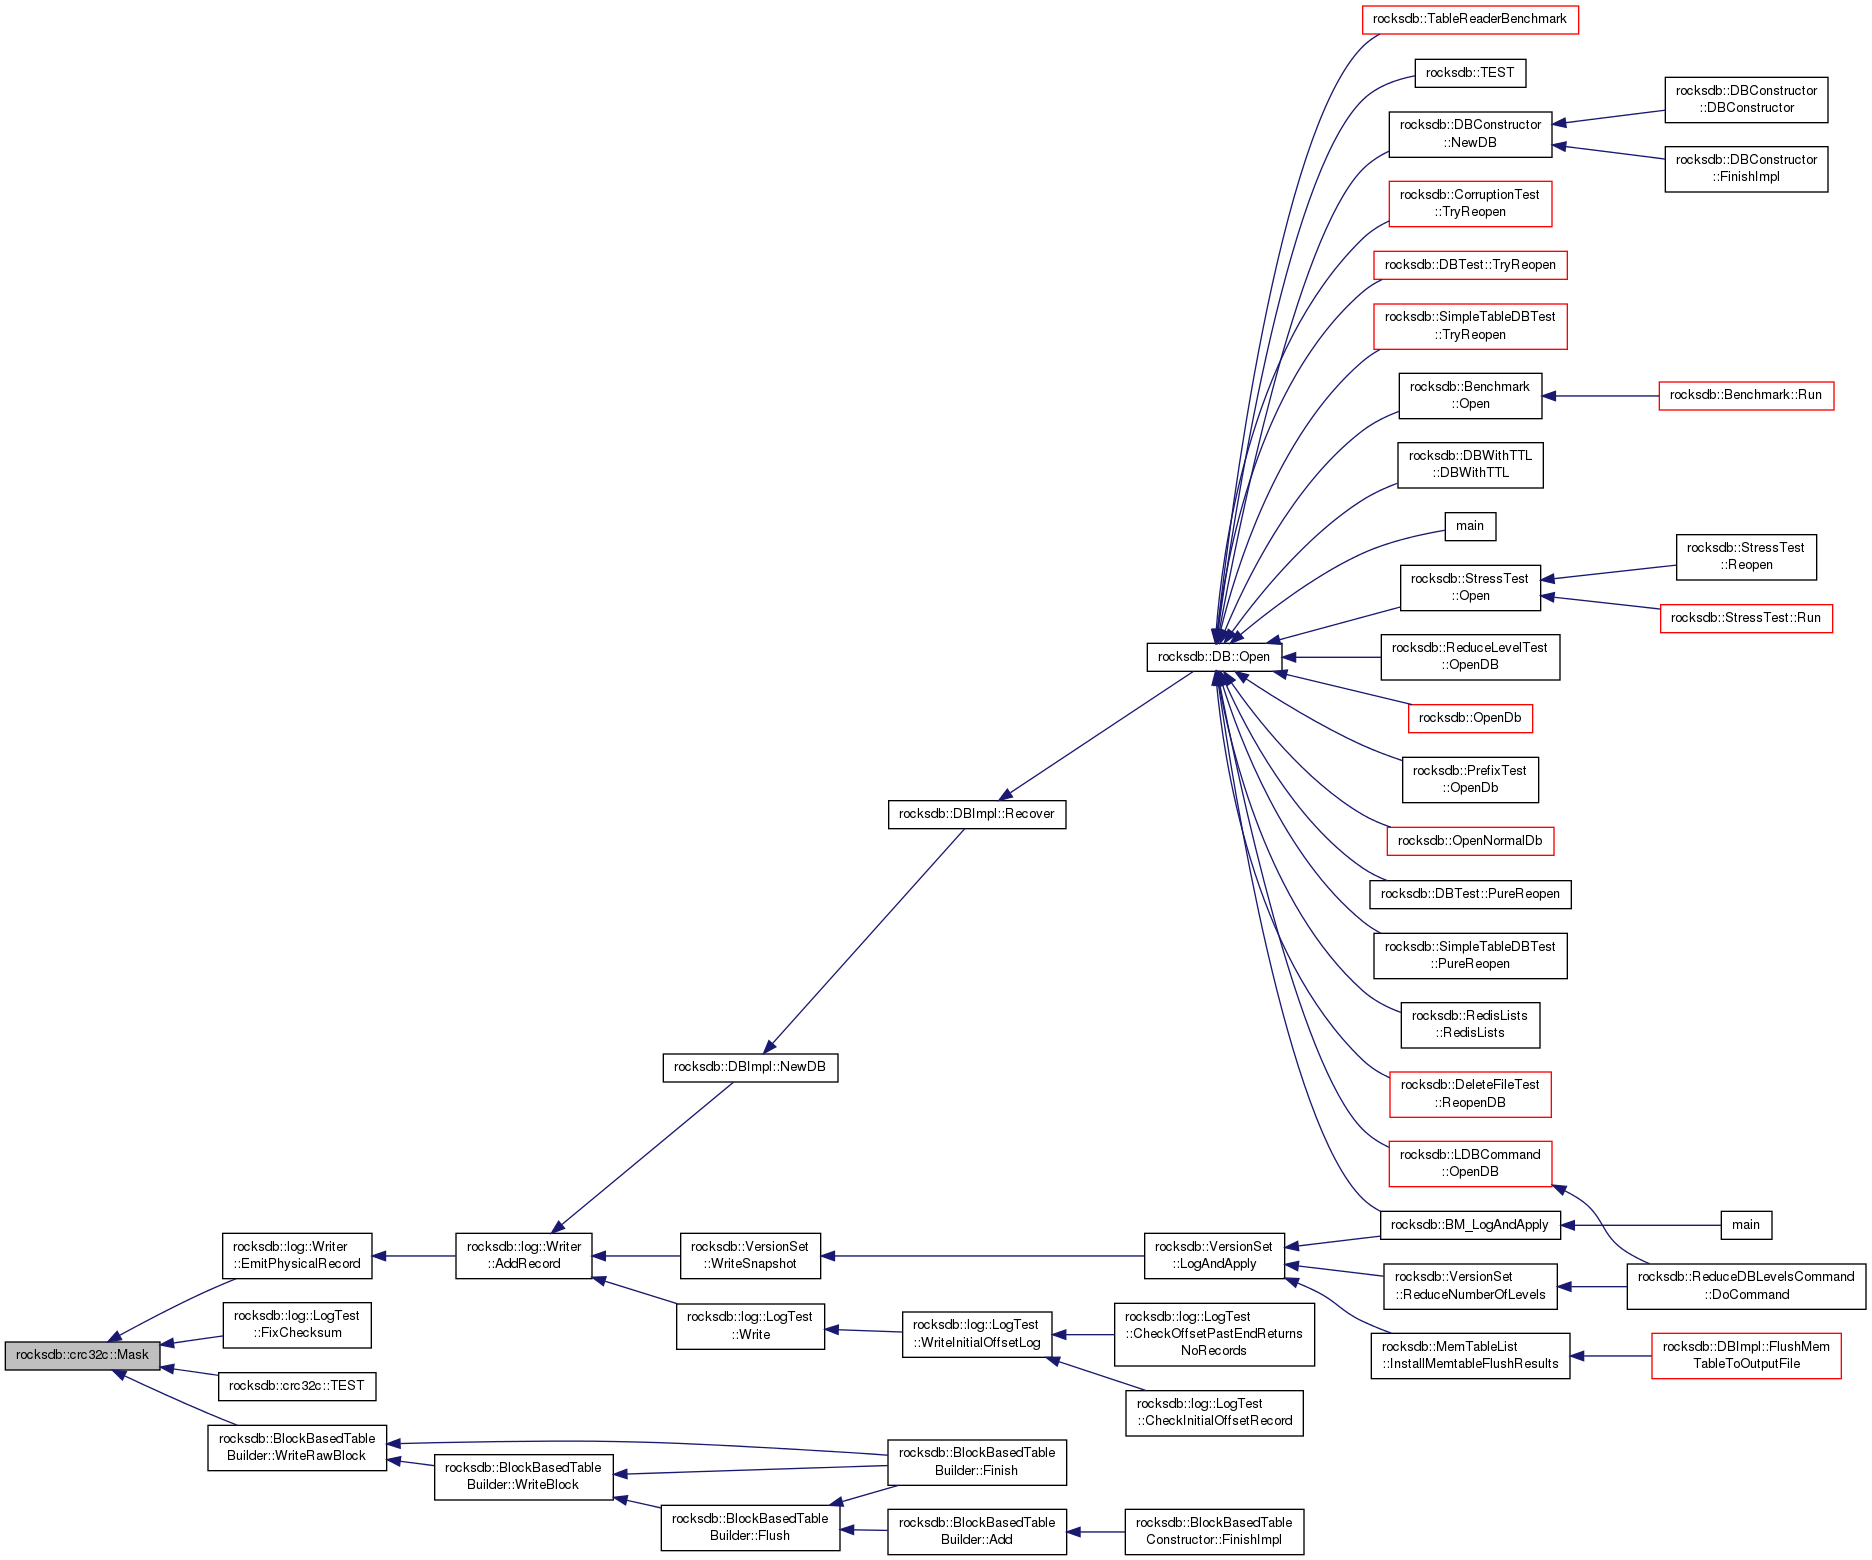 rocksdb::TableReaderBenchmark
rocksdb::TEST
rocksdb::DBConstructor
::DBConstructor
rocksdb::DBConstructor
::NewDB
rocksdb::DBConstructor
::FinishImpl
rocksdb::CorruptionTest
::TryReopen
rocksdb::DBTest::TryReopen
rocksdb::SimpleTableDBTest
::TryReopen
rocksdb::Benchmark
::Open
rocksdb::Benchmark::Run
rocksdb::DBWithTTL
::DBWithTTL
main
rocksdb::StressTest
::Reopen
rocksdb::StressTest
::Open
rocksdb::StressTest::Run
rocksdb::DB::Open
rocksdb::ReduceLevelTest
::OpenDB
rocksdb::OpenDb
rocksdb::PrefixTest
::OpenDb
rocksdb::DBImpl::Recover
rocksdb::OpenNormalDb
rocksdb::DBTest::PureReopen
rocksdb::SimpleTableDBTest
::PureReopen
rocksdb::RedisLists
::RedisLists
rocksdb::DBImpl::NewDB
rocksdb::DeleteFileTest
::ReopenDB
rocksdb::LDBCommand
::OpenDB
rocksdb::BM_LogAndApply
main
rocksdb::log::Writer
::EmitPhysicalRecord
rocksdb::log::Writer
::AddRecord
rocksdb::VersionSet
::WriteSnapshot
rocksdb::VersionSet
::LogAndApply
rocksdb::VersionSet
::ReduceNumberOfLevels
rocksdb::ReduceDBLevelsCommand
::DoCommand
rocksdb::log::LogTest
::FixChecksum
rocksdb::log::LogTest
::Write
rocksdb::log::LogTest
::WriteInitialOffsetLog
rocksdb::log::LogTest
::CheckOffsetPastEndReturns
NoRecords
rocksdb::MemTableList
::InstallMemtableFlushResults
rocksdb::DBImpl::FlushMem
TableToOutputFile
rocksdb::crc32c::Mask
rocksdb::crc32c::TEST
rocksdb::log::LogTest
::CheckInitialOffsetRecord
rocksdb::BlockBasedTable
Builder::WriteRawBlock
rocksdb::BlockBasedTable
Builder::WriteBlock
rocksdb::BlockBasedTable
Builder::Finish
rocksdb::BlockBasedTable
Builder::Flush
rocksdb::BlockBasedTable
Builder::Add
rocksdb::BlockBasedTable
Constructor::FinishImpl